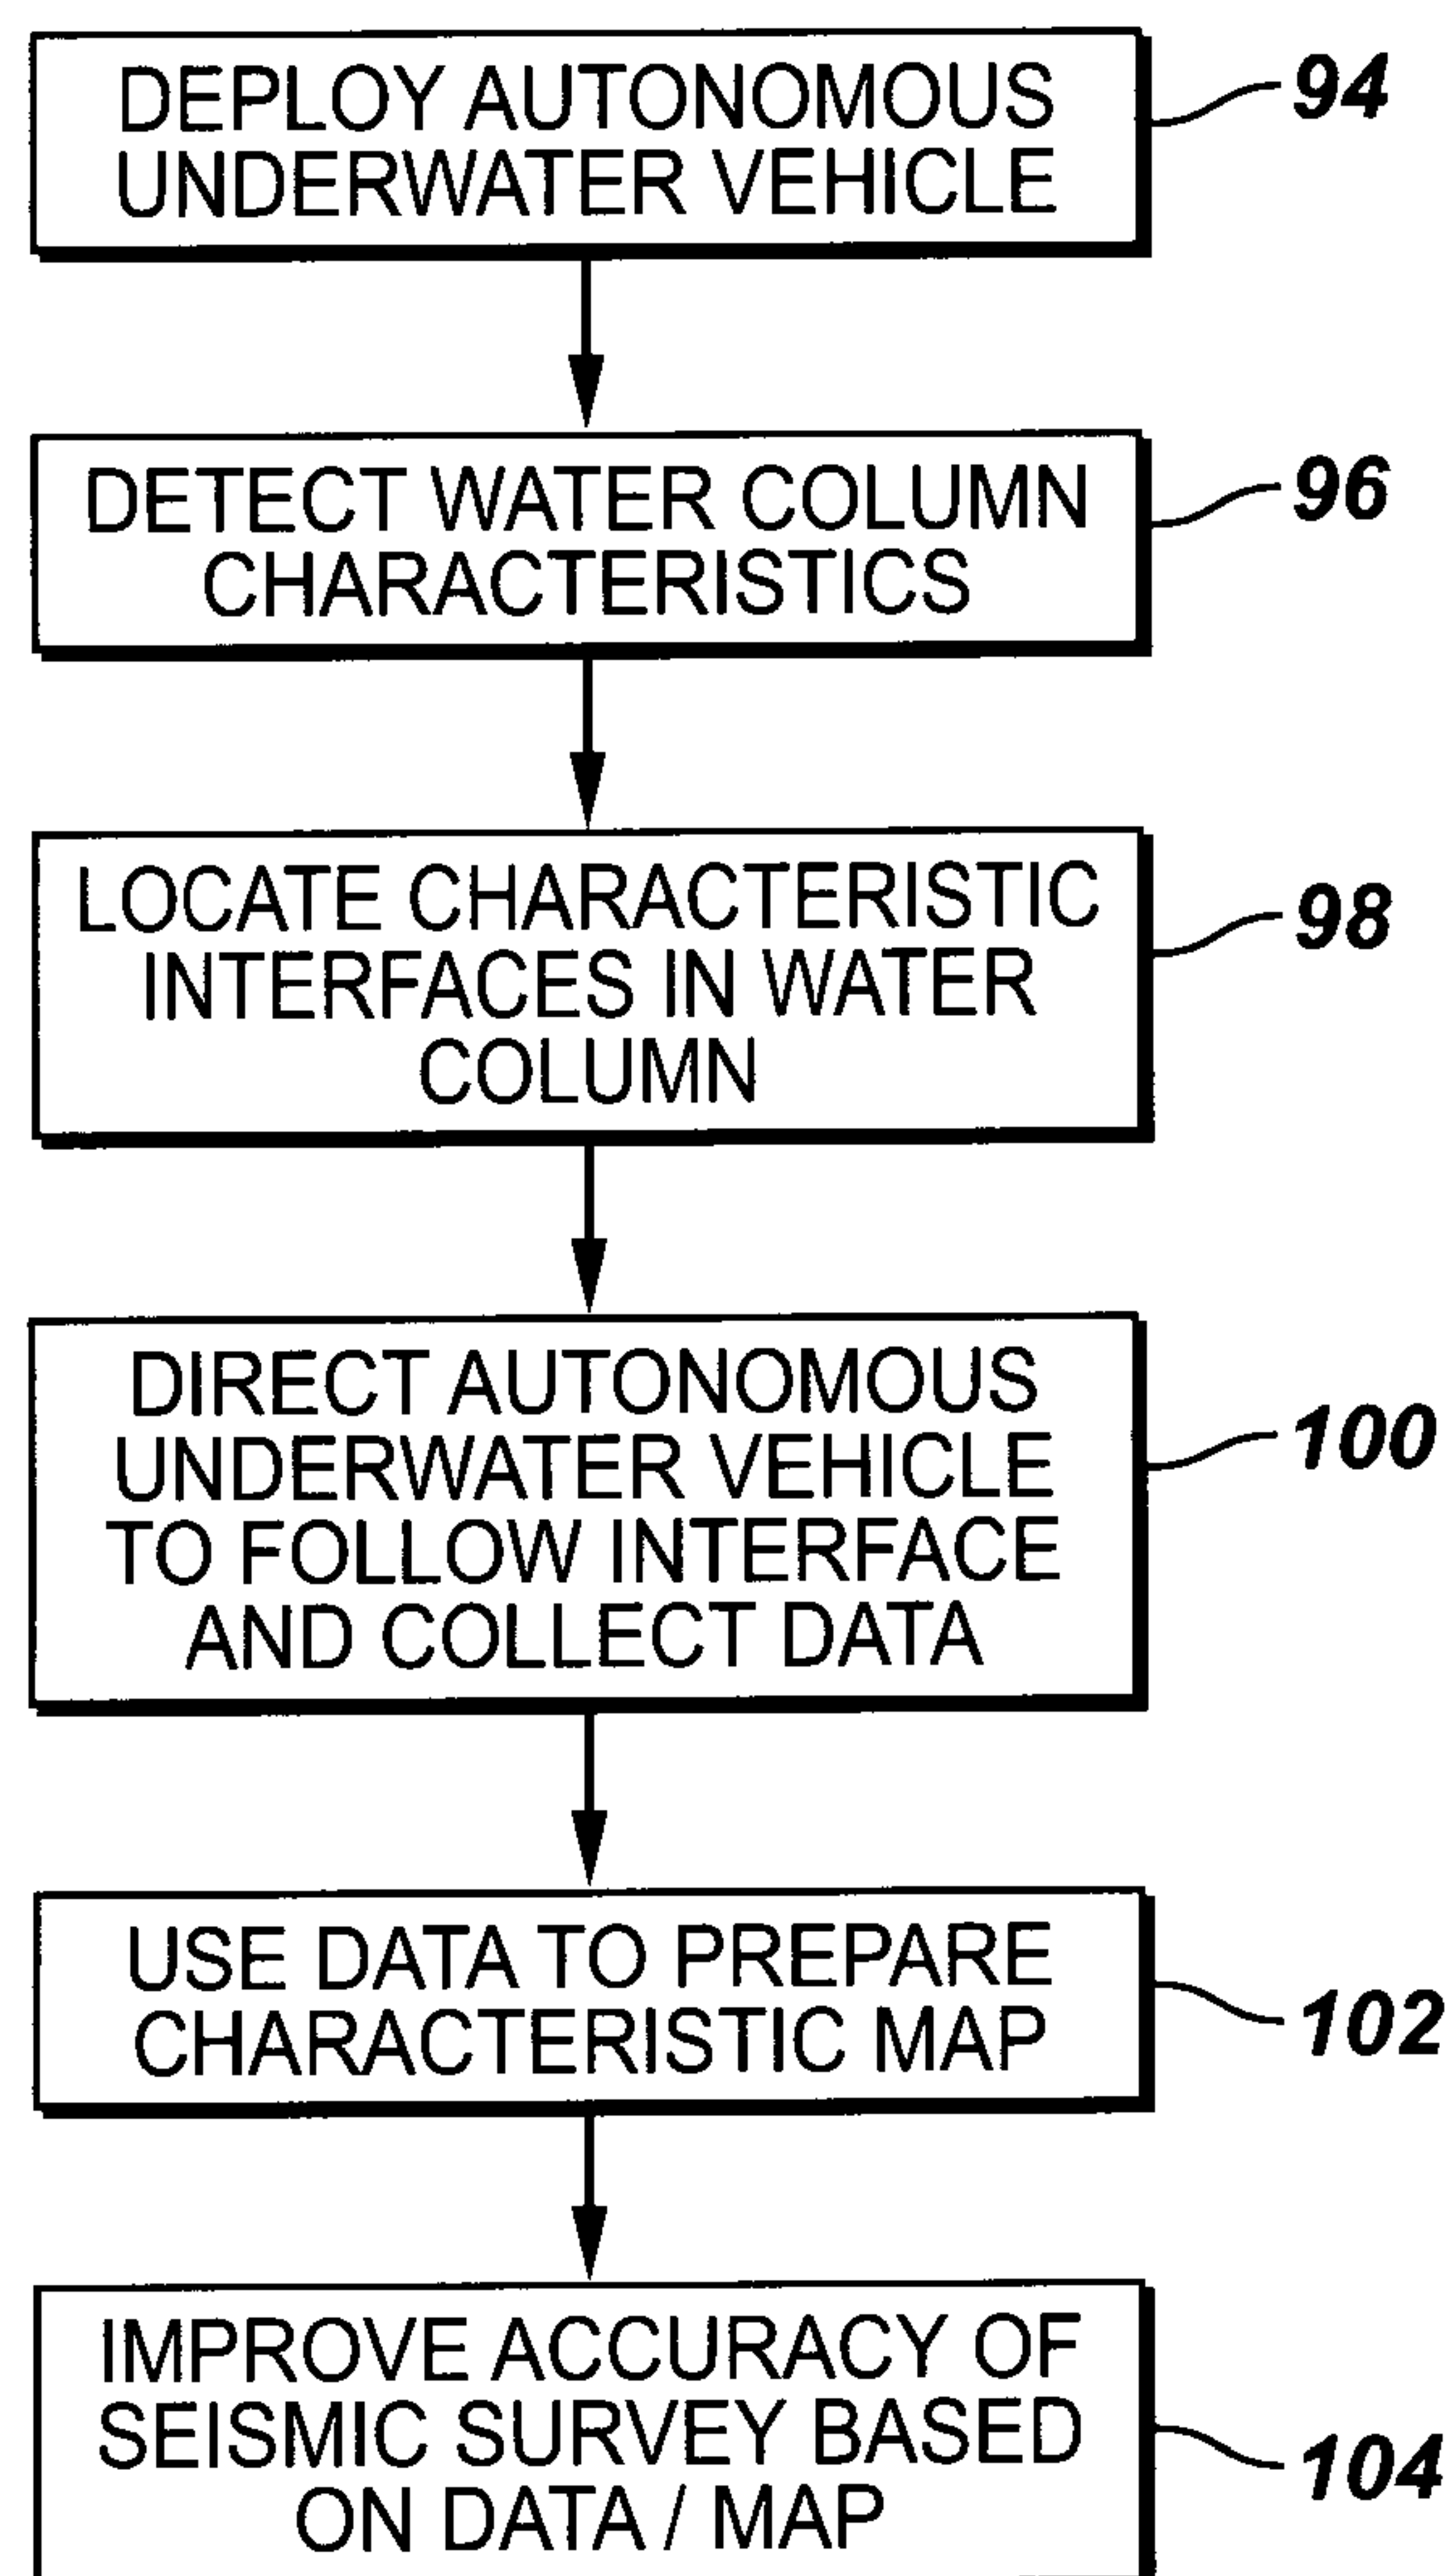 DEPLOY AUTONOMOUS
UNDERWATER VEHICLE
94
DETECT WATER COLUMN
CHARACTERISTICS
96
LOCATE CHARACTERISTIC
INTERFACES IN WATER
COLUMN
98
DIRECT AUTONOMOUS
UNDERWATER VEHICLE
TO FOLLOW INTERFACE
AND COLLECT DATA
100
USE DATA TO PREPARE
CHARACTERISTIC MAP
102
IMPROVE ACCURACY OF
SEISMIC SURVEY BASED
ON DATA / MAP
104